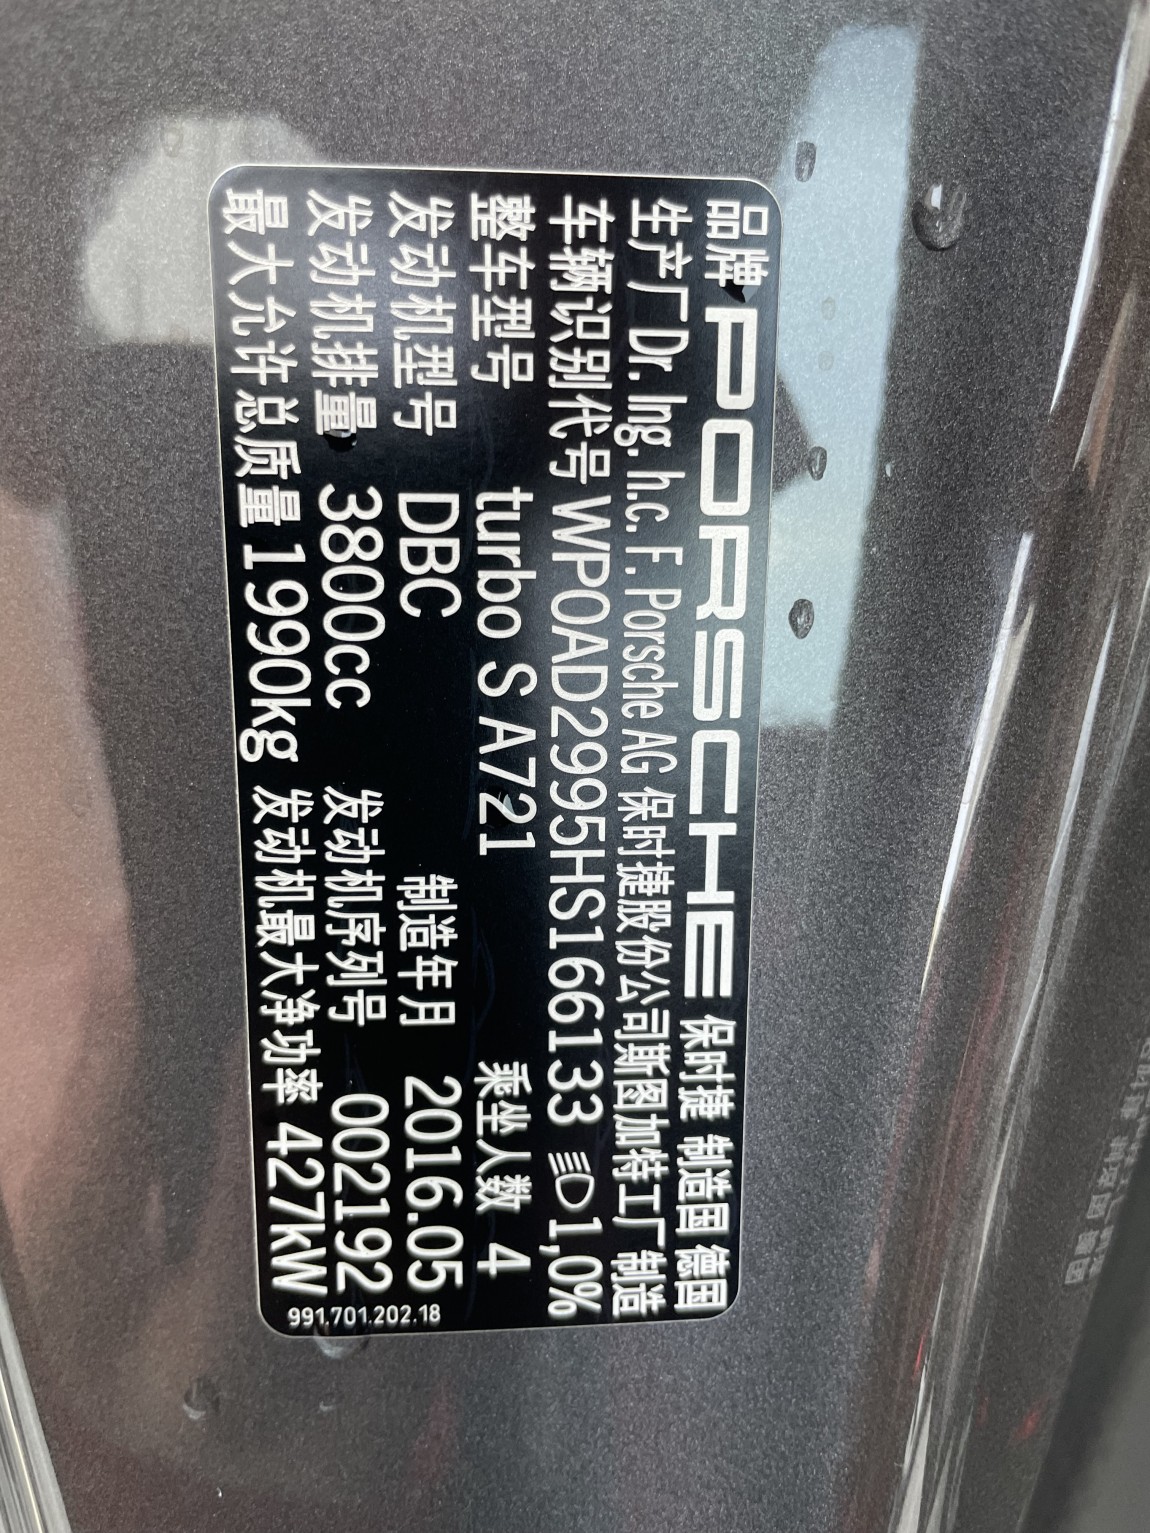 品牌 PORSCHE 保时捷 制造国 德国
生产厂 Dr. Ing. h.c. F. Porsche AG 保时捷股份公司斯图加特工厂制造
车辆识别代号 WP0AD2995HS166133 1,0%
整车型号 turbo S A721 乘坐人数 4
发动机型号 DBC 制造年月 2016.05
发动机排量 3800cc 发动机序列号 002192
最大允许总质量 1990kg 发动机最大净功率 427kW
991.701.202.18